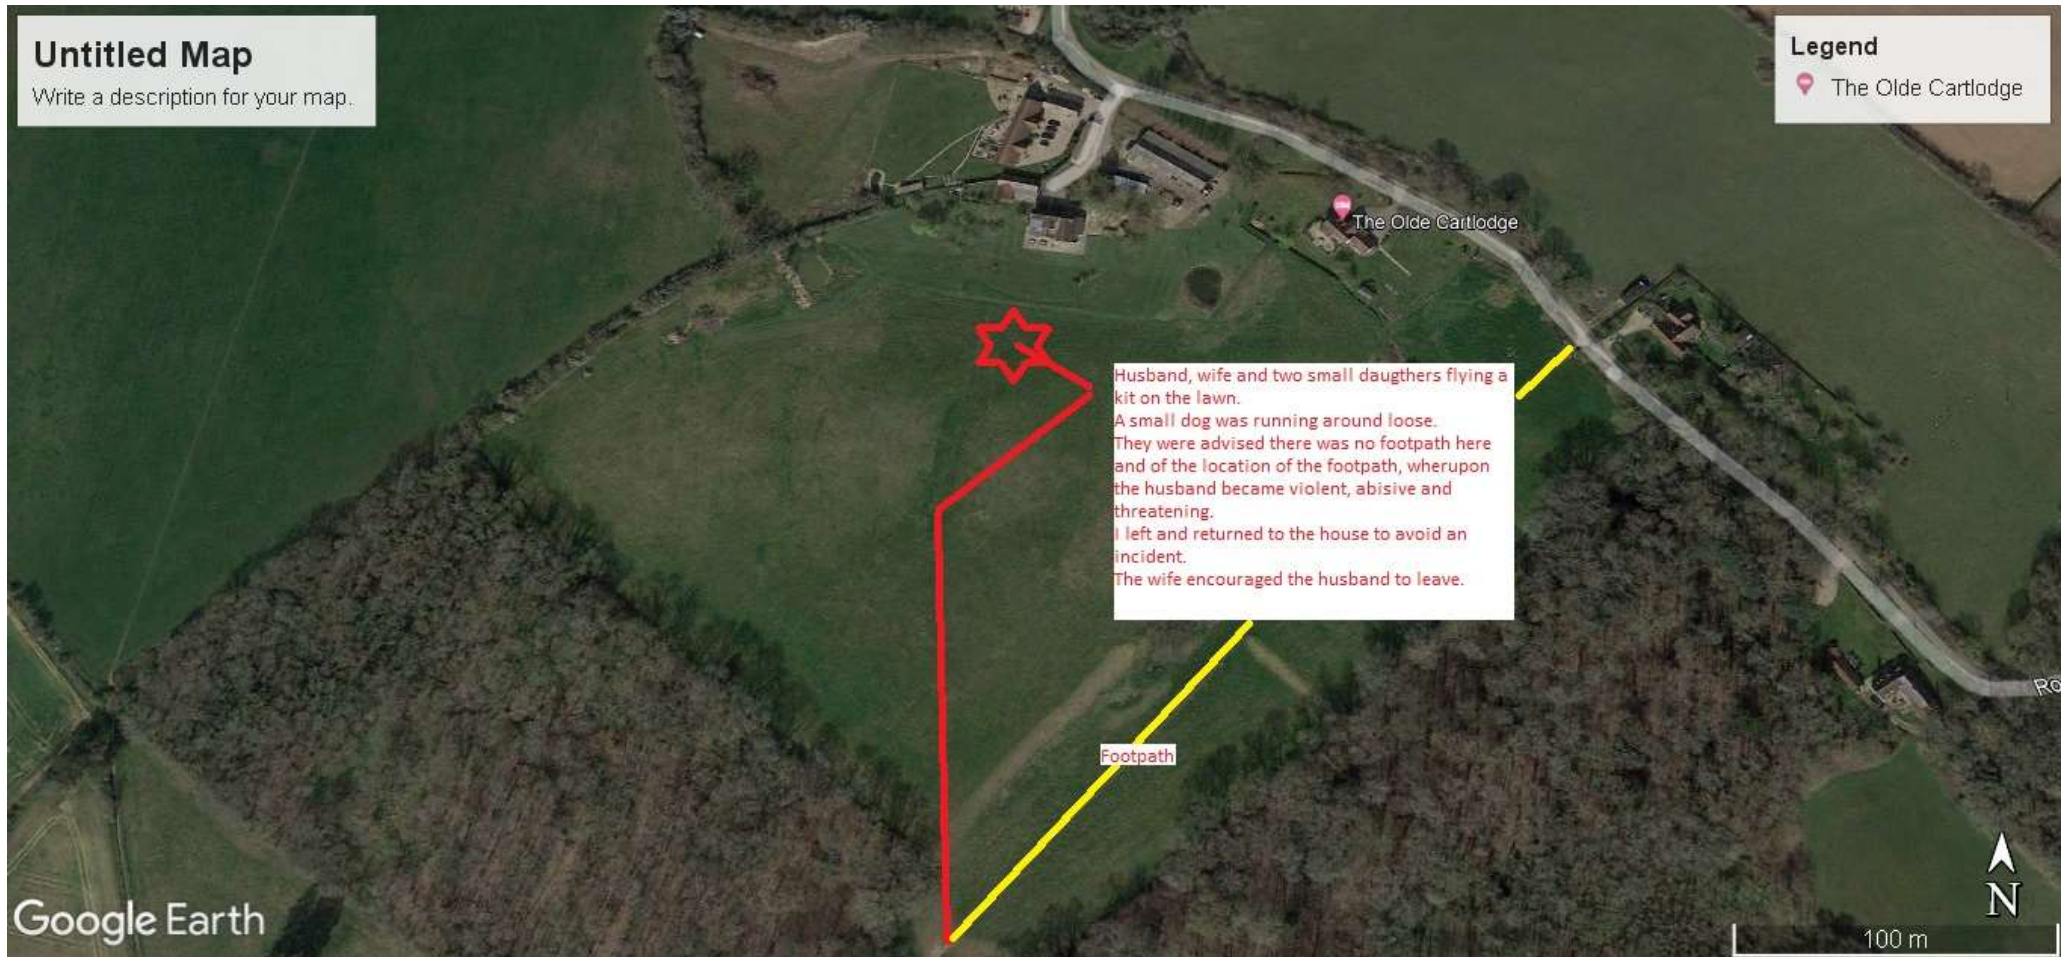 Untitled Map
Write a description for your map.
Legend
The Olde Cartlodge
The Olde Cartlodge
Husband, wife and two small daugthers flying a
kit on the lawn.
A small dog was running around loose.
They were advised there was no footpath here
and of the location of the footpath, wherupon
the husband became violent, abisive and
threatening.
I left and returned to the house to avoid an
incident.
The wife encouraged the husband to leave.
Ro
Footpath
N
Google Earth
100 m